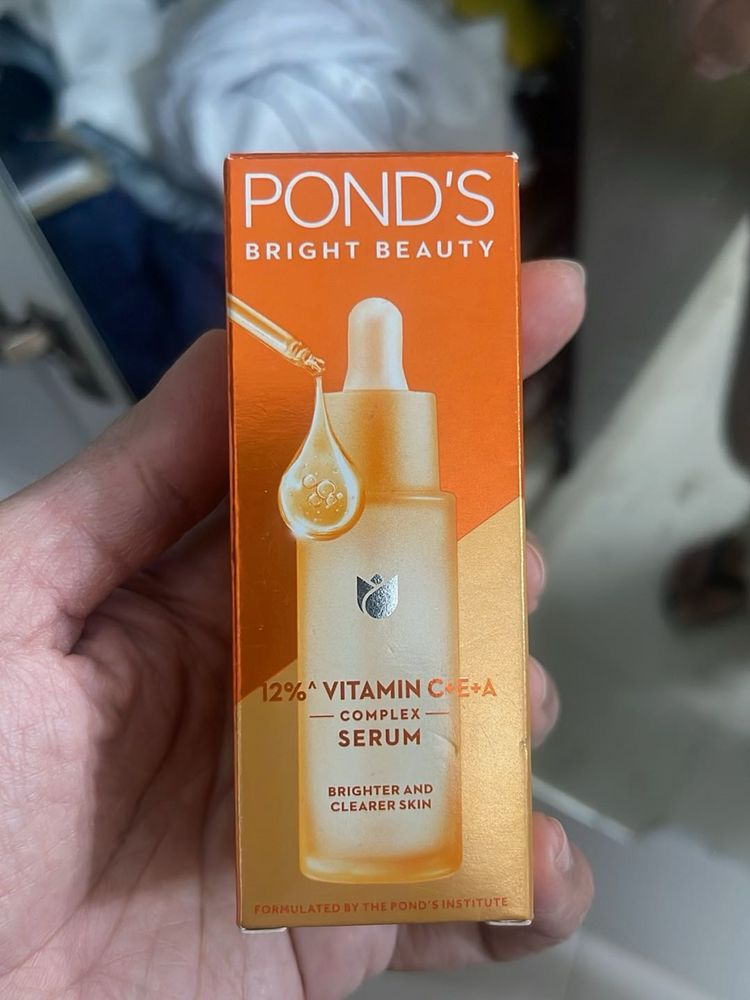 POND'S
BRIGHT BEAUTY
12%^ VITAMIN C+E+A
COMPLEX
SERUM
BRIGHTER AND
CLEARER SKIN
FORMULATED BY THE POND'S INSTITUTE